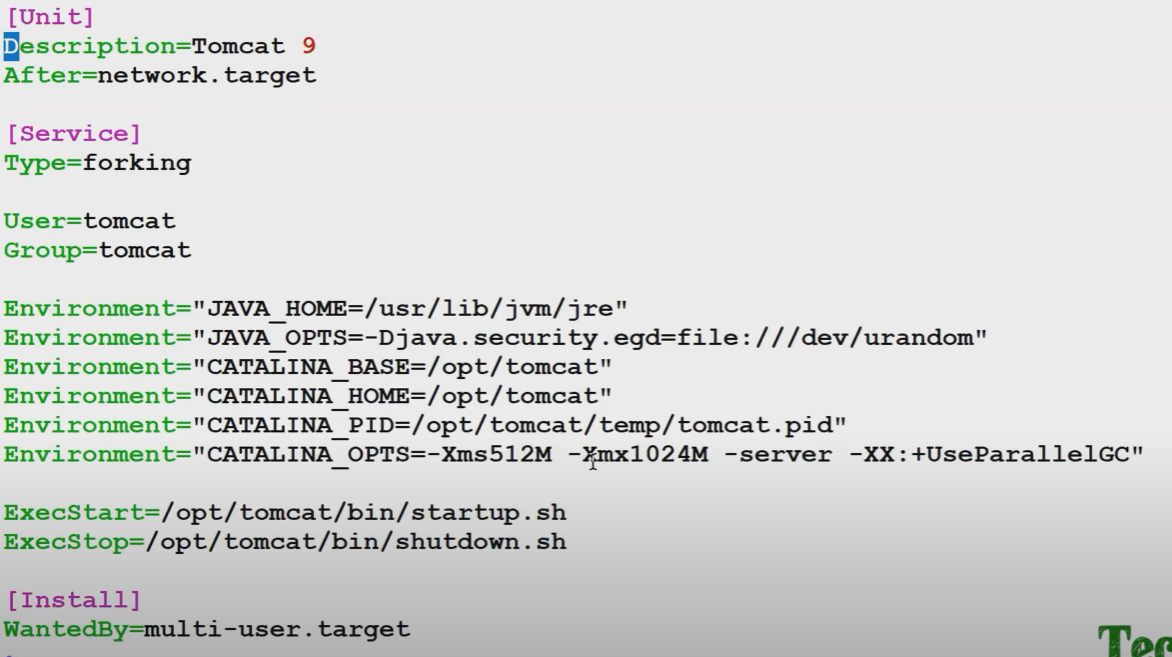 [Unit]
Description=Tomcat 9
After=network.target
[Service]
Type=forking
User=tomcat
Group=tomcat
Environment="JAVA_HOME=/usr/lib/jvm/jre"
Environment="JAVA_OPTS=-Djava.security.egd=file:///dev/urandom"
Environment="CATALINA_BASE=/opt/tomcat"
Environment="CATALINA_HOME=/opt/tomcat"
Environment="CATALINA_PID=/opt/tomcat/temp/tomcat.pid"
Environment="CATALINA_OPTS=-Xms512M -Xmx1024M -server -XX:+UseParallelGC"
ExecStart=/opt/tomcat/bin/startup.sh
ExecStop=/opt/tomcat/bin/shutdown.sh
[Install]
WantedBy=multi-user.target